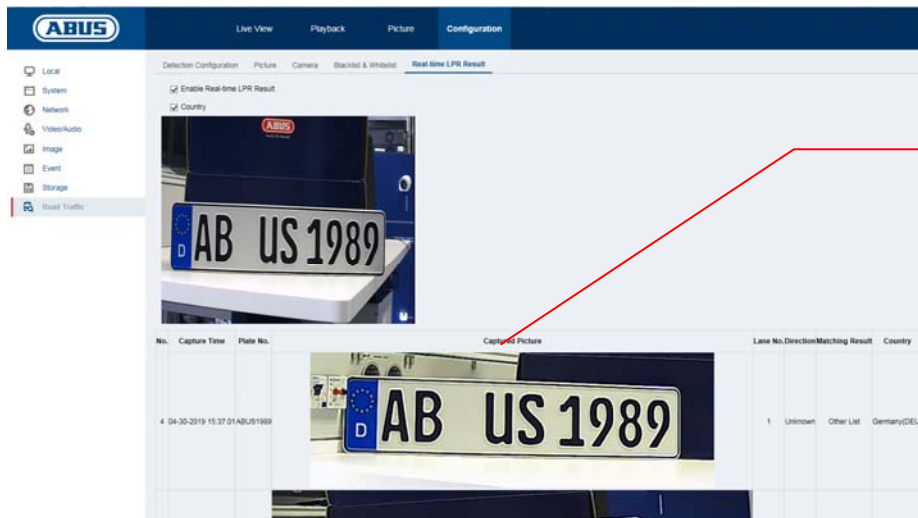 ABUS
Live View Playback Picture Configuration
Detection Configuration Picture Camera Blacklist & Whitelist Real-time LPR Result
Local
System
Network
Video/Audio
Image
Event
Storage
Road Traffic
Enable Real-time LPR Result
Country
ABUS
D AB US 1989
No. Capture Time Plate No. Captured Picture Lane No. Direction Matching Result Country
4 04-30-2019 15:37:01 ABUS1989 1 Unknown Other List Germany(DEU
D AB US 1989